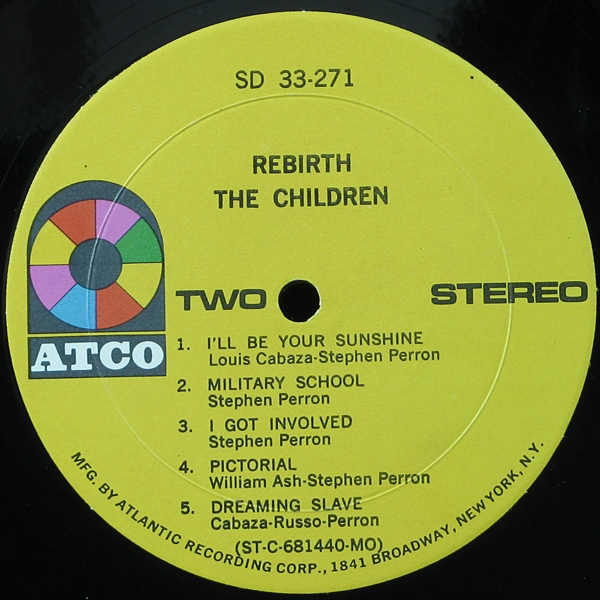 SD 33-271
REBIRTH
THE CHILDREN
ATCO
TWO
STEREO
1. I'LL BE YOUR SUNSHINE
Louis Cabaza-Stephen Perron
2. MILITARY SCHOOL
Stephen Perron
3. I GOT INVOLVED
Stephen Perron
4. PICTORIAL
William Ash-Stephen Perron
5. DREAMING SLAVE
Cabaza-Russo-Perron
(ST-C-681440-MO)
MFG. BY ATLANTIC RECORDING CORP., 1841 BROADWAY, NEW YORK, N.Y.